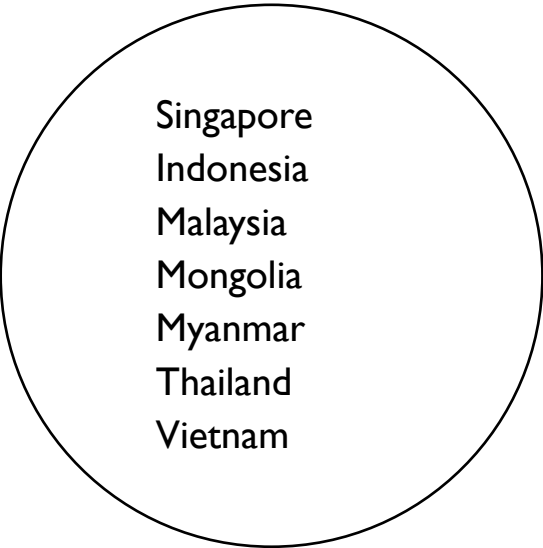 Singapore
Indonesia
Malaysia
Mongolia
Myanmar
Thailand
Vietnam